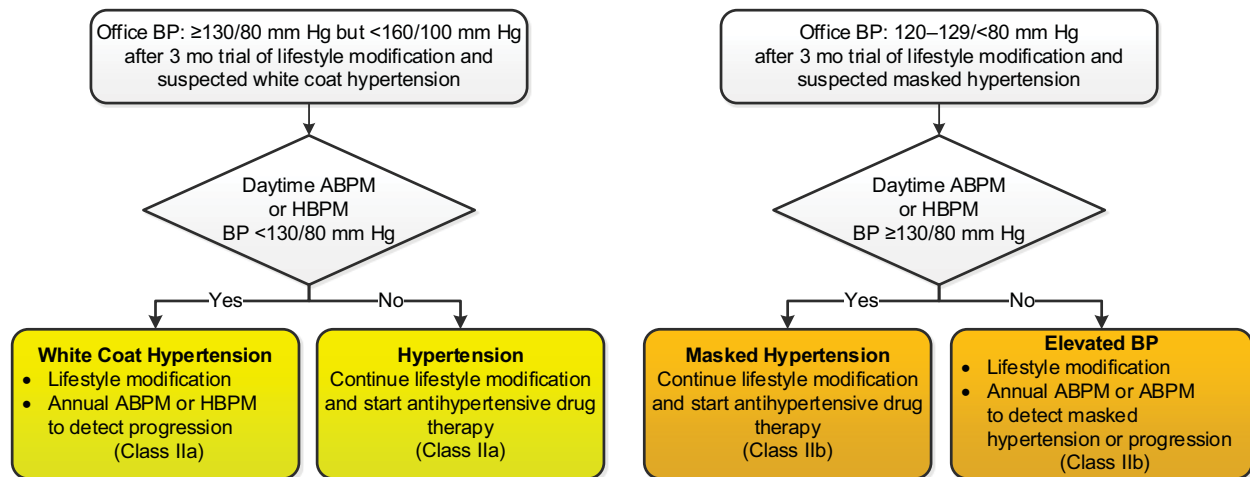 Office BP: ≥130/80 mm Hg but <160/100 mm Hg
after 3 mo trial of lifestyle modification and
suspected white coat hypertension
Daytime ABPM
or HBPM
BP <130/80 mm Hg
Yes
No
White Coat Hypertension
• Lifestyle modification
• Annual ABPM or HBPM
to detect progression
(Class IIa)
Hypertension
Continue lifestyle modification
and start antihypertensive drug
therapy
(Class IIa)
Office BP: 120–129/<80 mm Hg
after 3 mo trial of lifestyle modification and
suspected masked hypertension
Daytime ABPM
or HBPM
BP ≥130/80 mm Hg
Yes
No
Masked Hypertension
Continue lifestyle modification
and start antihypertensive drug
therapy
(Class IIb)
Elevated BP
• Lifestyle modification
• Annual ABPM or ABPM
to detect masked
hypertension or progression
(Class IIb)